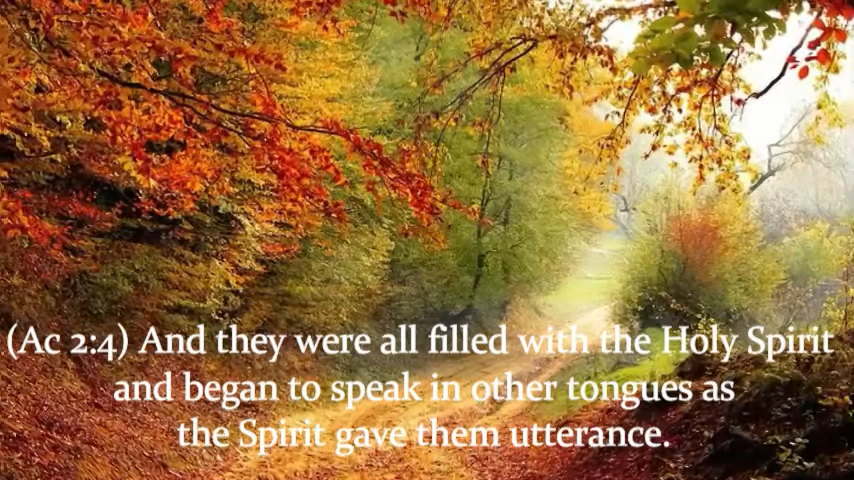 (Ac 2:4) And they were all filled with the Holy Spirit
and began to speak in other tongues as
the Spirit gave them utterance.